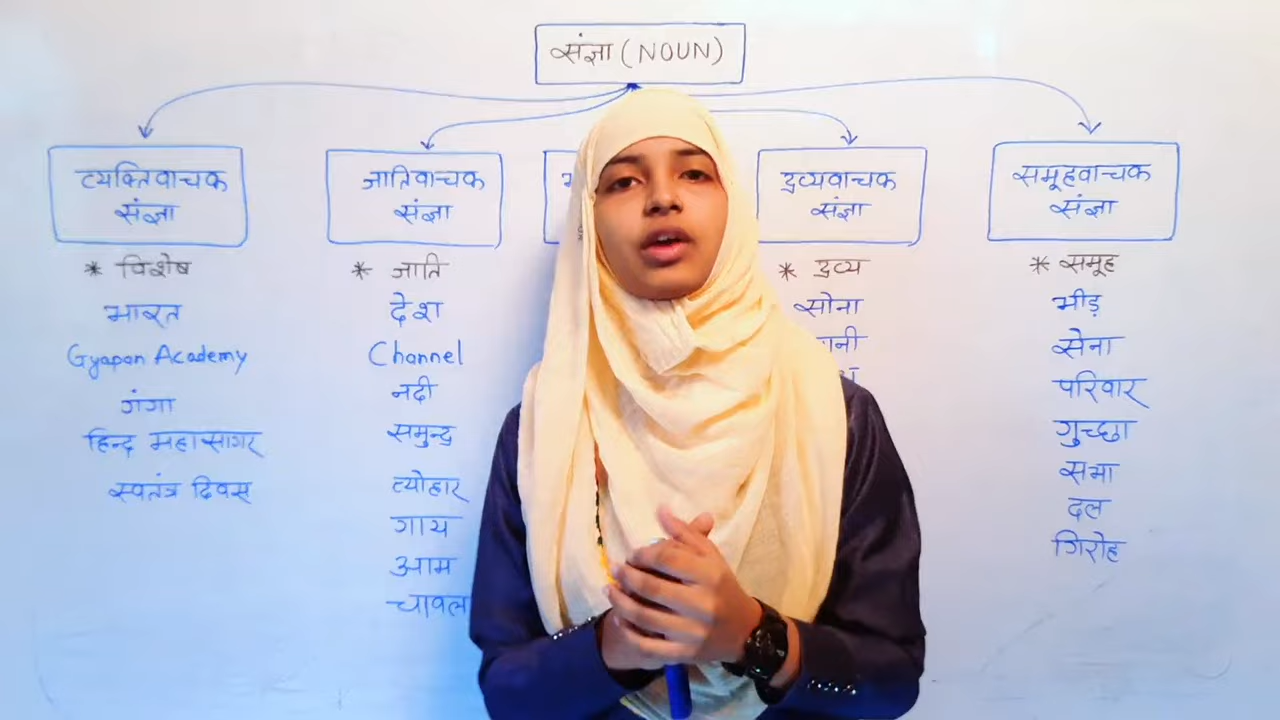 संज्ञा (NOUN)
व्यक्तिवाचक
संज्ञा
* विशेष
भारत
Gyapan Academy
गंगा
हिन्द महासागर
स्वतंत्र दिवस
जातिवाचक
संज्ञा
* जाति
देश
Channel
नदी
समुन्द्र
त्योहार
गाय
आम
चावल
द्रव्यवाचक
संज्ञा
* द्रव्य
सोना
समूहवाचक
संज्ञा
* समूह
भीड़
सेना
परिवार
गुच्छा
सभा
दल
गिरोह